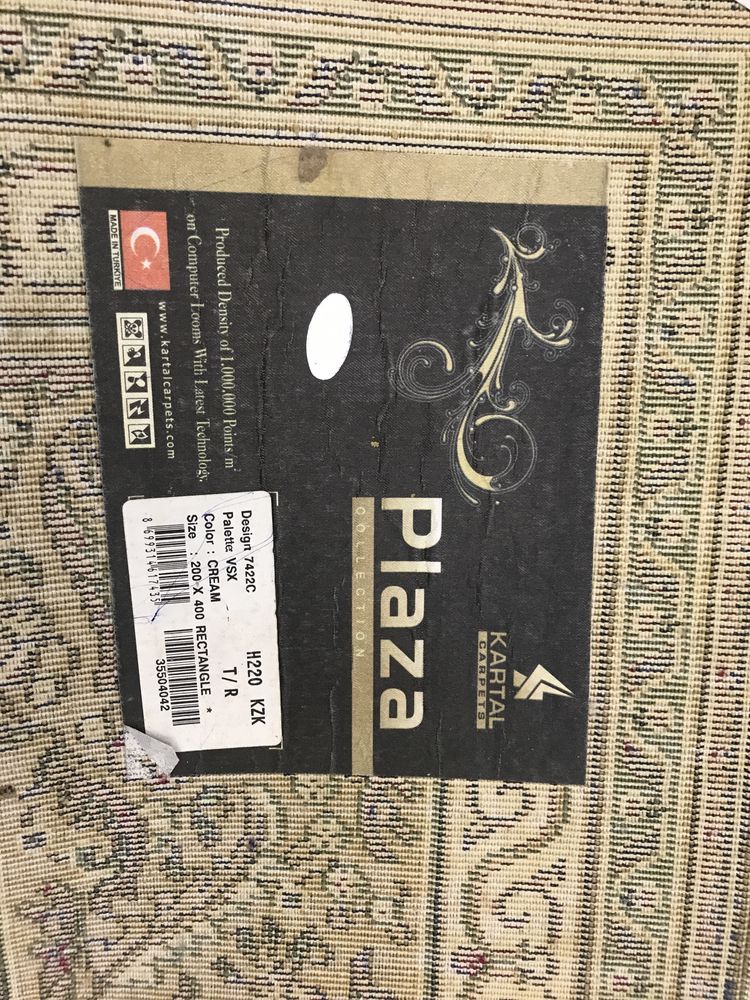 KARTAL
CARPETS
Plaza
COLLECTION
Produced Density of 1.000.000 Points/m²
on Computer Looms With Latest Technology.
www.kartalcarpets.com
MADE IN TURKIYE
Design: 7422C H220 KZK
Palette: VSX T/R
Color : CREAM
Size : 200 X 400 RECTANGLE *
35504042